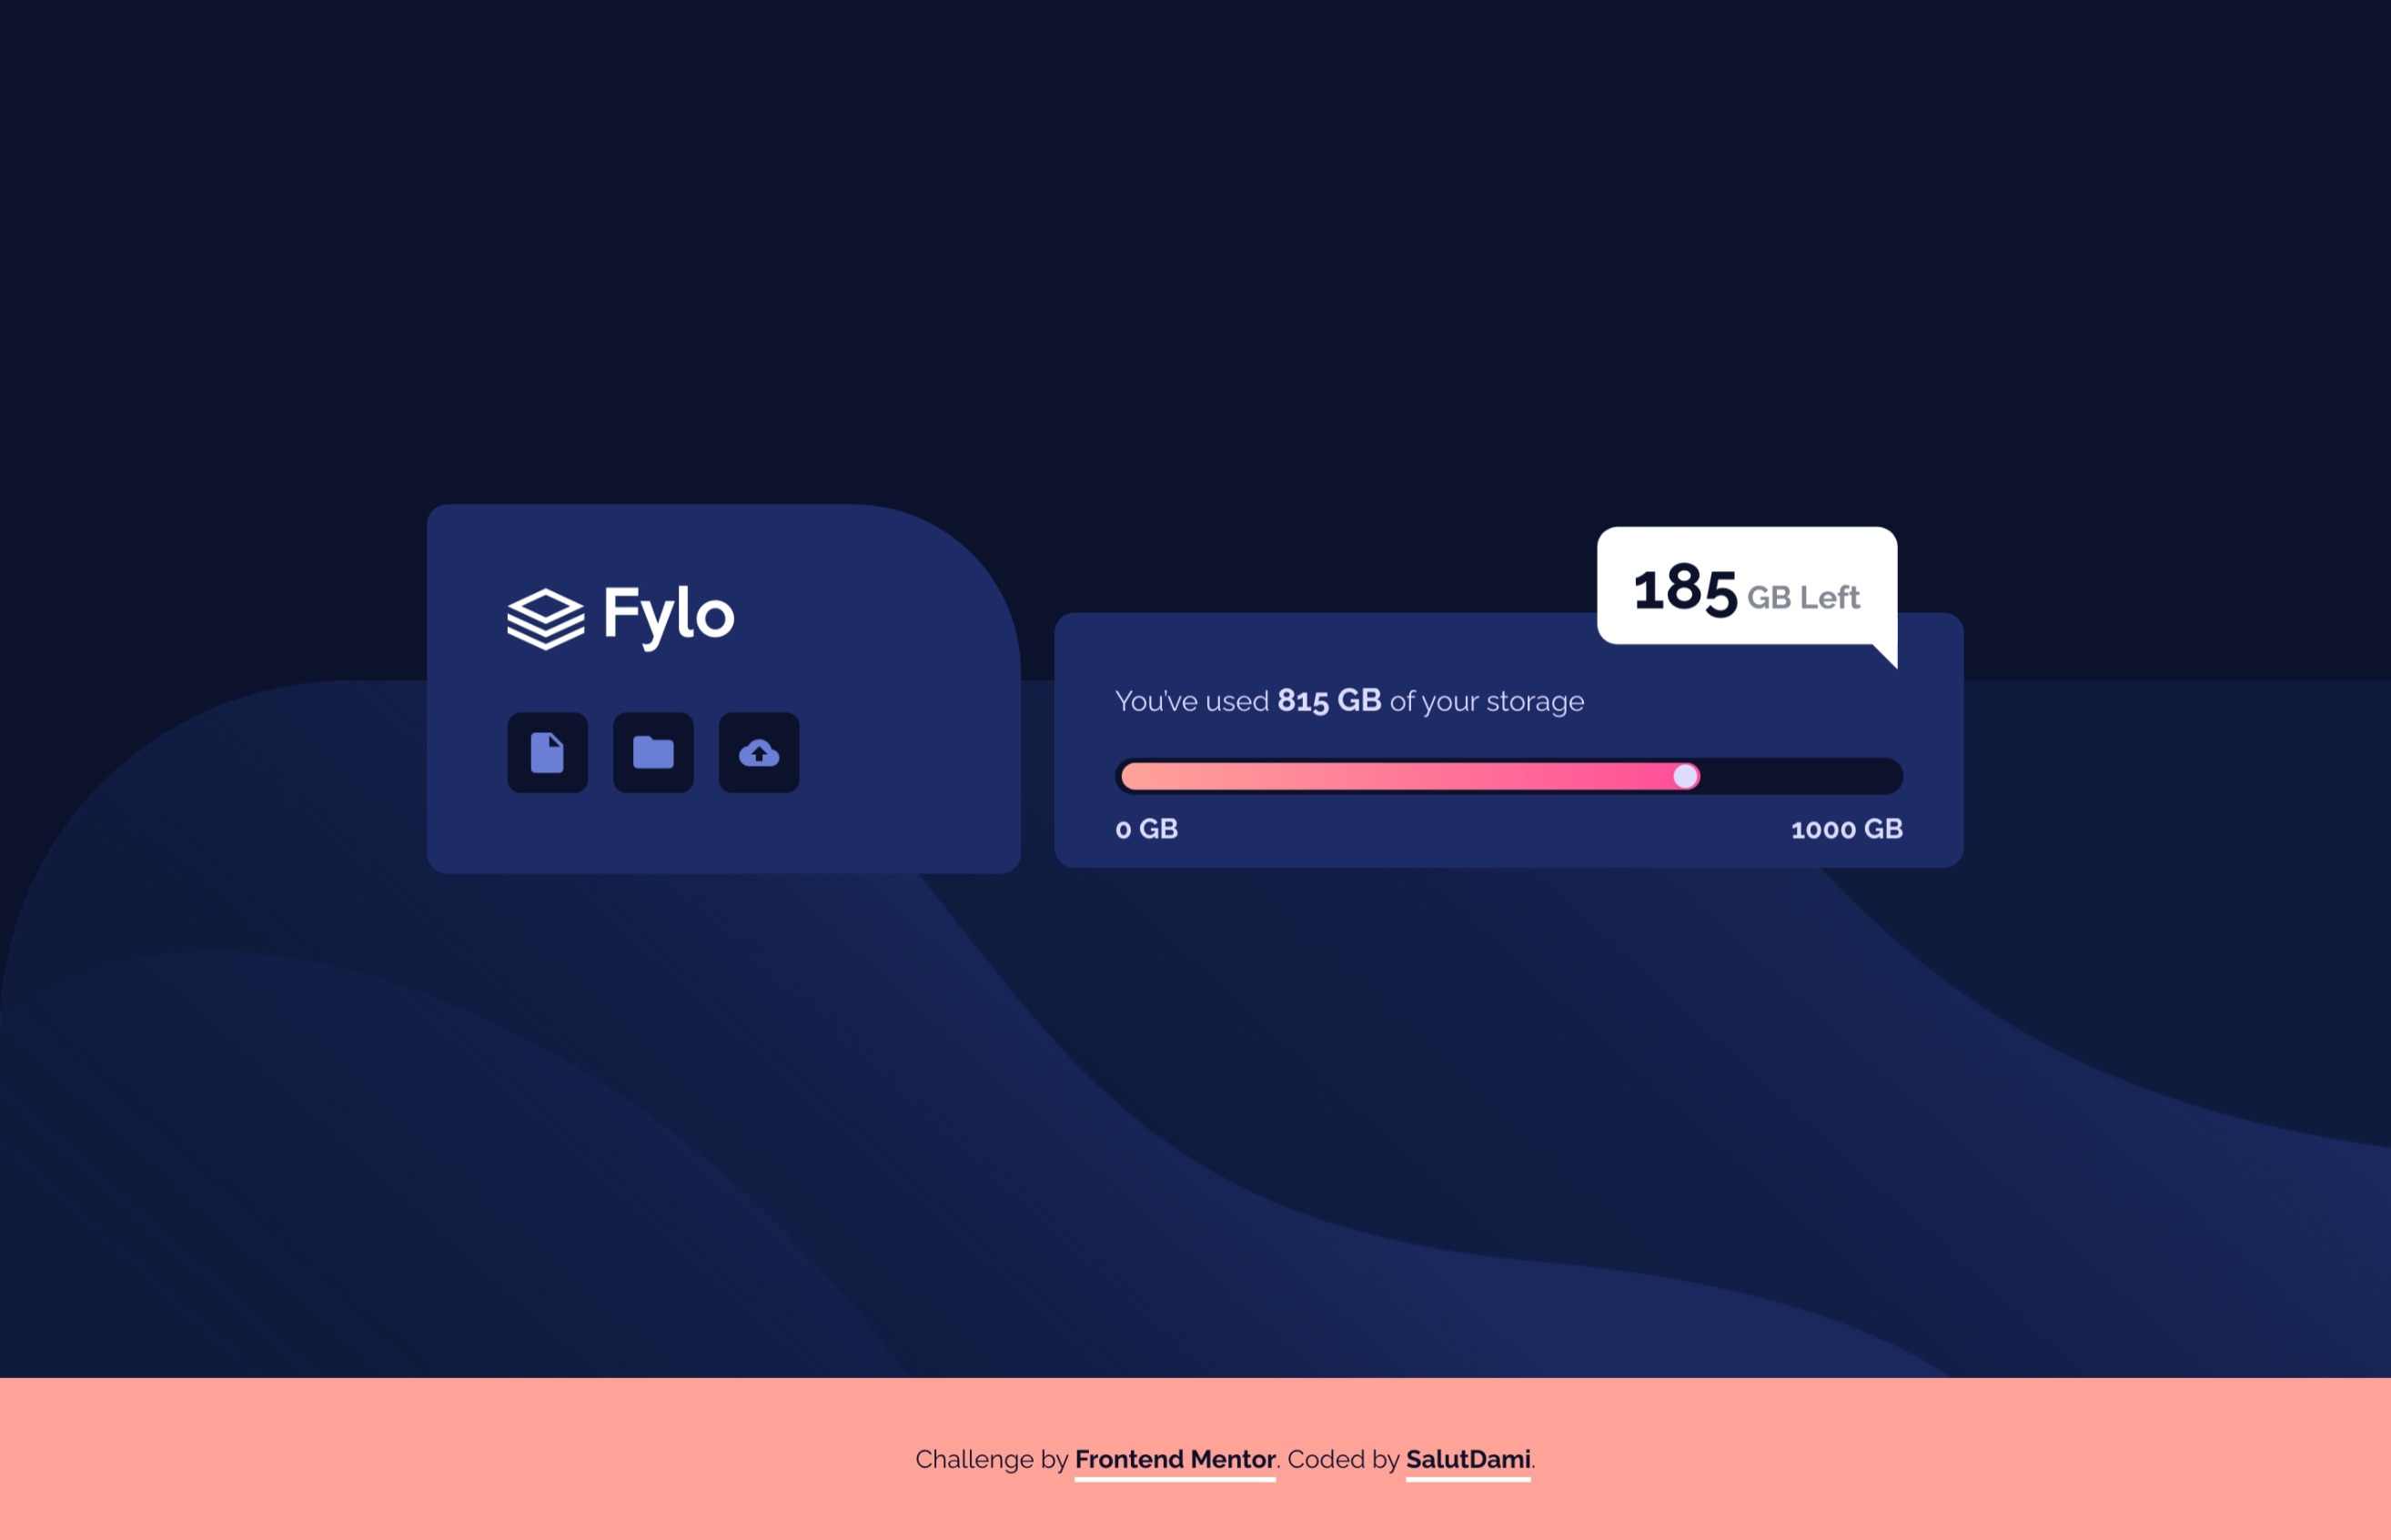 Fylo
185 GB Left
You've used 815 GB of your storage
0 GB
1000 GB
Challenge by Frontend Mentor. Coded by SalutDami.